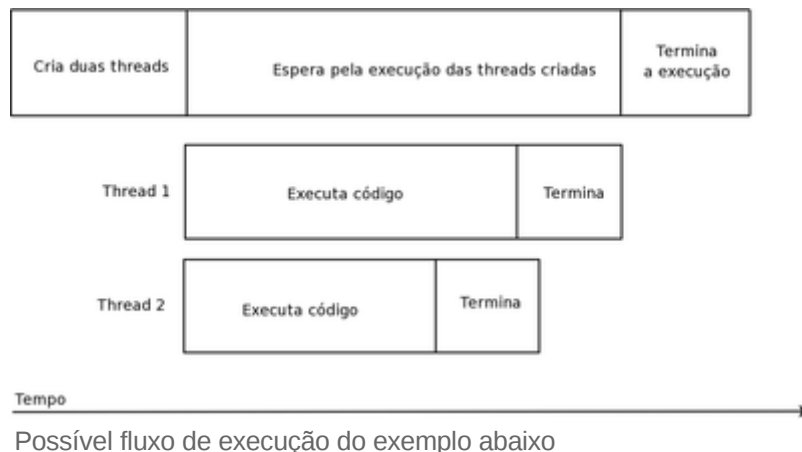 Cria duas threads
Espera pela execução das threads criadas
Termina
a execução
Thread 1
Executa código
Termina
Thread 2
Executa código
Termina
Tempo
Possível fluxo de execução do exemplo abaixo